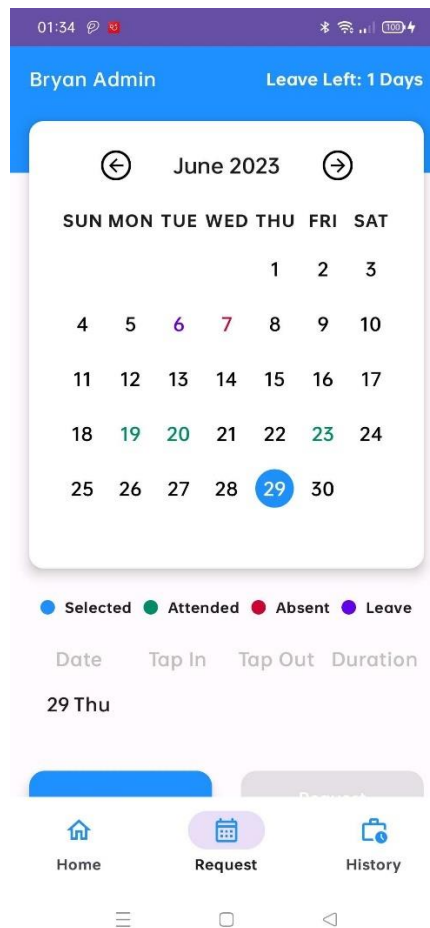 01:34 100
Bryan Admin Leave Left: 1 Days
June 2023
SUN MON TUE WED THU FRI SAT
1 2 3
4 5 6 7 8 9 10
11 12 13 14 15 16 17
18 19 20 21 22 23 24
25 26 27 28 29 30
Selected Attended Absent Leave
Date Tap In Tap Out Duration
29 Thu
Home Request History